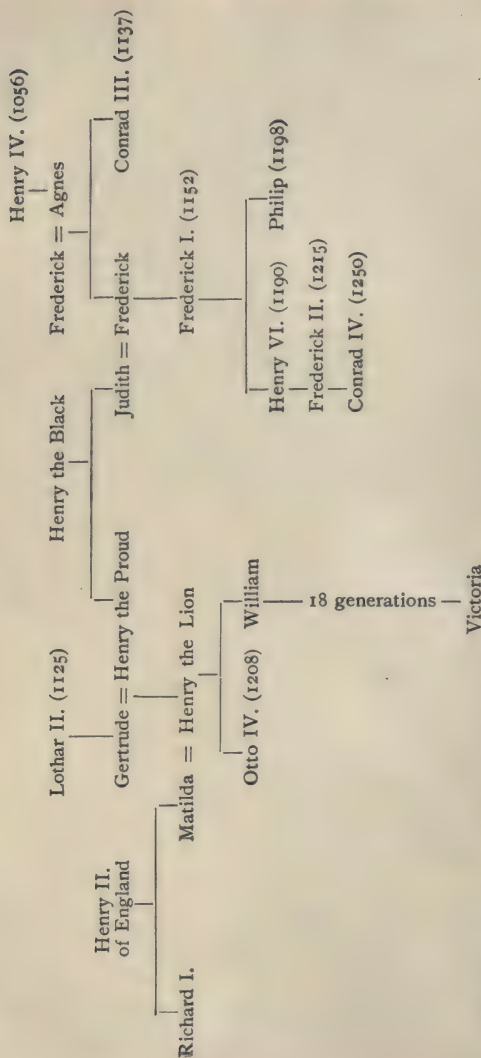 Henry IV. (1056)
Frederick = Agnes
Conrad III. (1137)
Henry the Black
Judith = Frederick
Frederick I. (1152)
Henry VI. (1190)
Philip (1198)
Frederick II. (1215)
Conrad IV. (1250)
Lothar II. (1125)
Gertrude = Henry the Proud
Henry II.
of England
Richard I.
Matilda = Henry the Lion
Otto IV. (1208)
William
18 generations
Victoria